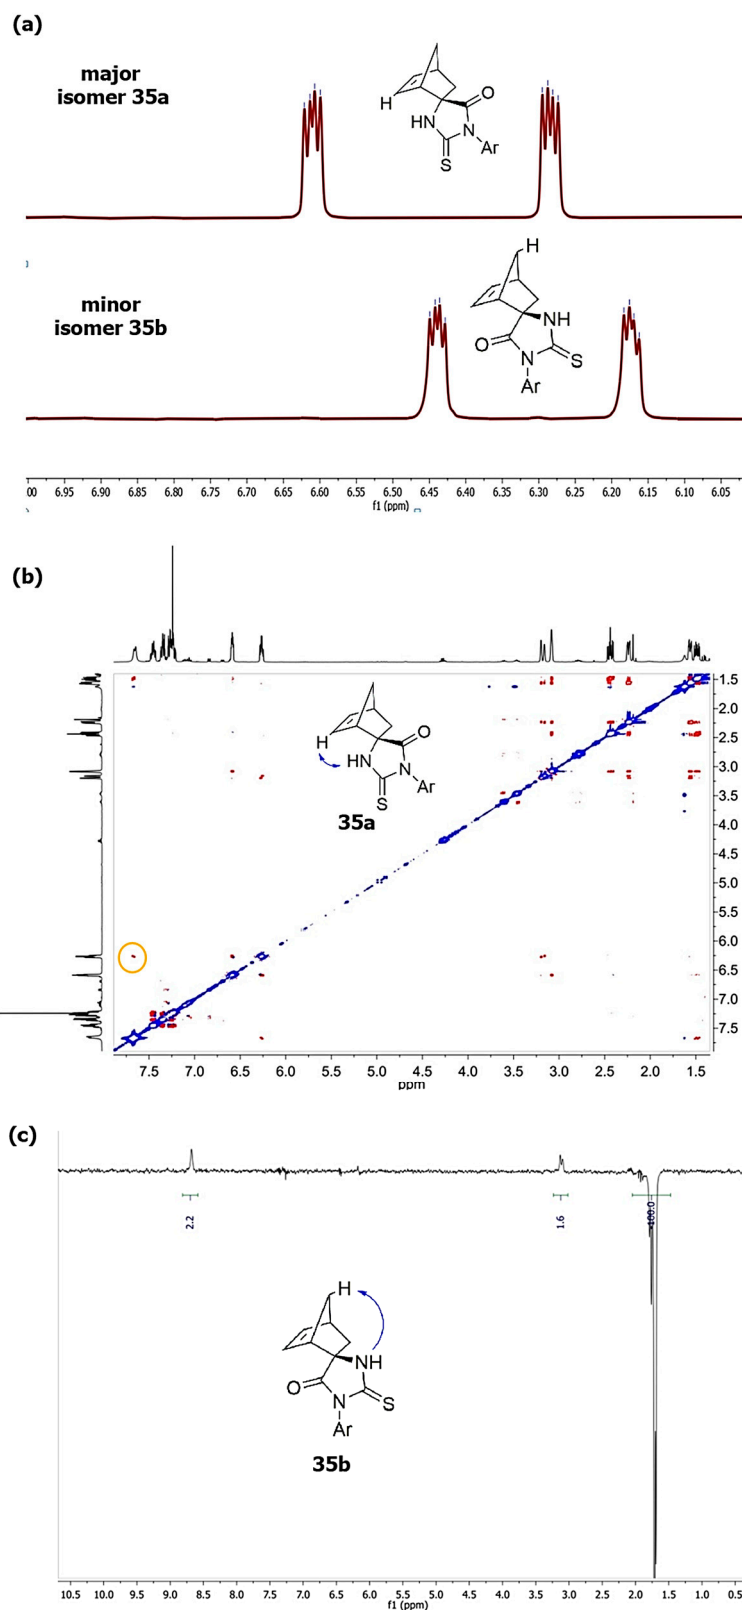 (a)
major
isomer 35a
H
HN
O
N
Ar
S
minor
isomer 35b
H
NH
O
N
S
Ar
00 6.95 6.90 6.85 6.80 6.75 6.70 6.65 6.60 6.55 6.50 6.45 6.40 6.35 6.30 6.25 6.20 6.15 6.10 6.05
f1 (ppm)
(b)
H
HN
O
N
Ar
S
35a
1.5
2.0
2.5
3.0
3.5
4.0
4.5
5.0
5.5
6.0
6.5
7.0
7.5
7.5 7.0 6.5 6.0 5.5 5.0 4.5 4.0 3.5 3.0 2.5 2.0 1.5
ppm
(c)
2.2
1.6
-100.0
H
NH
O
N
S
Ar
35b
10.5 10.0 9.5 9.0 8.5 8.0 7.5 7.0 6.5 6.0 5.5 5.0 4.5 4.0 3.5 3.0 2.5 2.0 1.5 1.0 0.5
f1 (ppm)